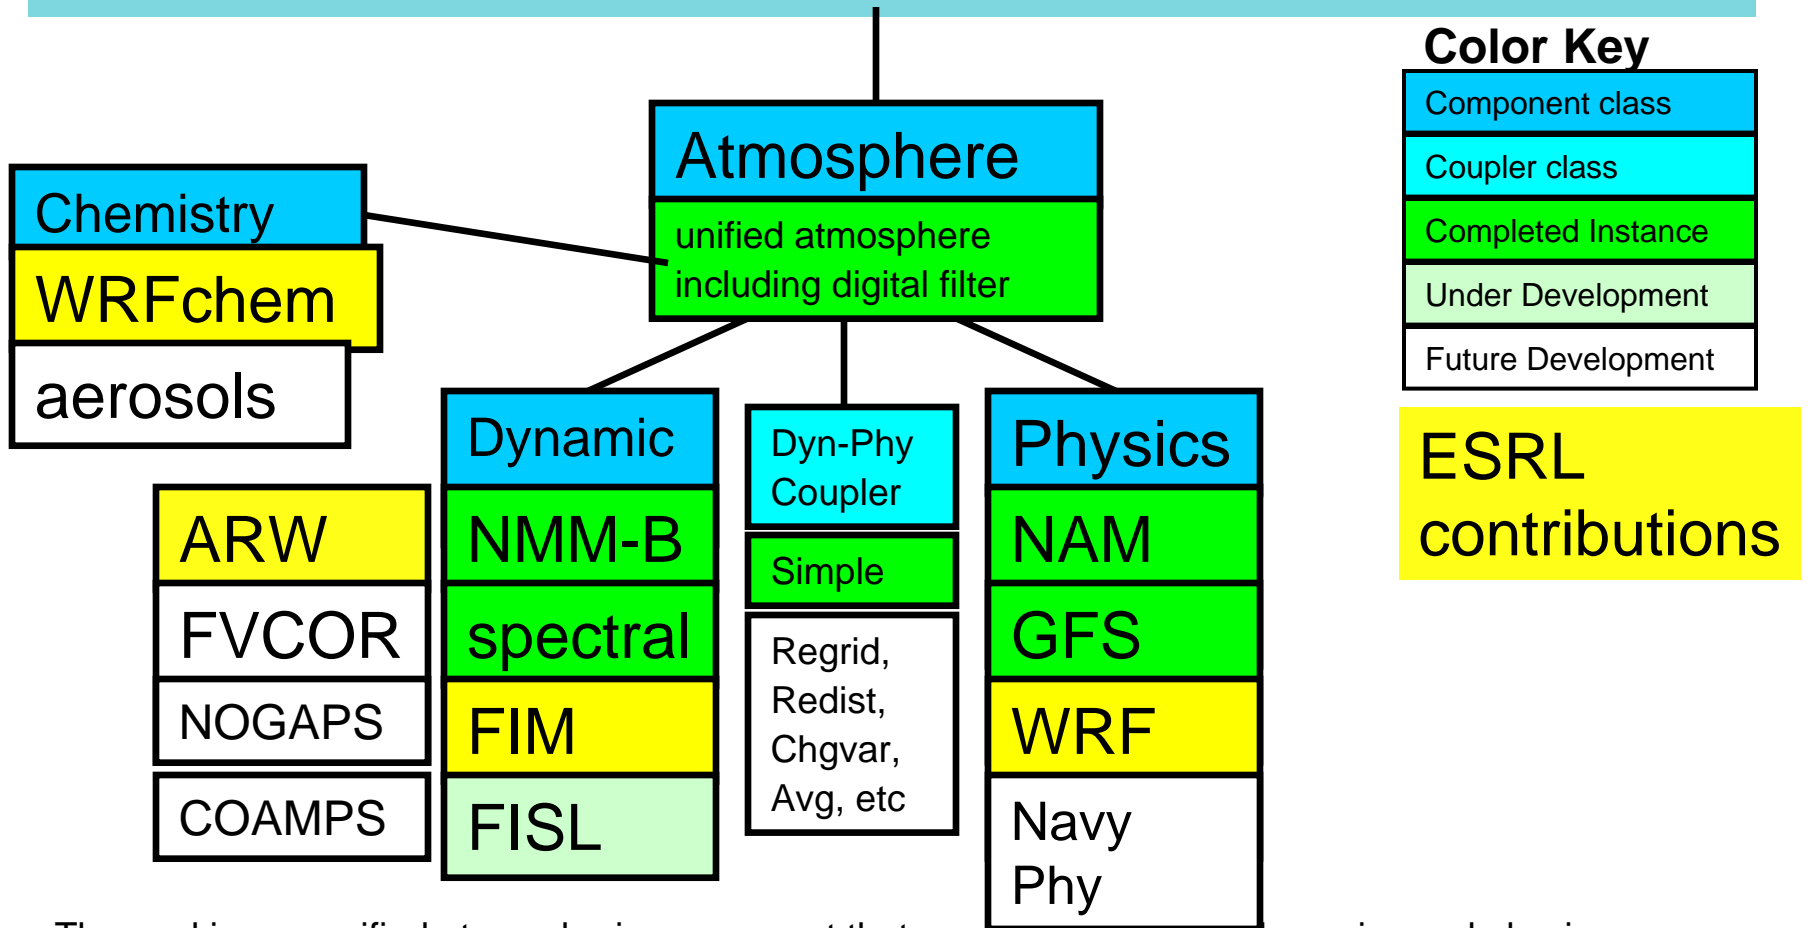 Color Key
Component class
Coupler class
Completed Instance
Under Development
Future Development
ESRL
contributions
Atmosphere
unified atmosphere
including digital filter
Chemistry
WRFchem
aerosols
ARW
FVCOR
NOGAPS
COAMPS
Dynamic
NMM-B
spectral
FIM
FISL
Dyn-Phy
Coupler
Simple
Regrid,
Redist,
Chgvar,
Avg, etc
Physics
NAM
GFS
WRF
Navy
Phy